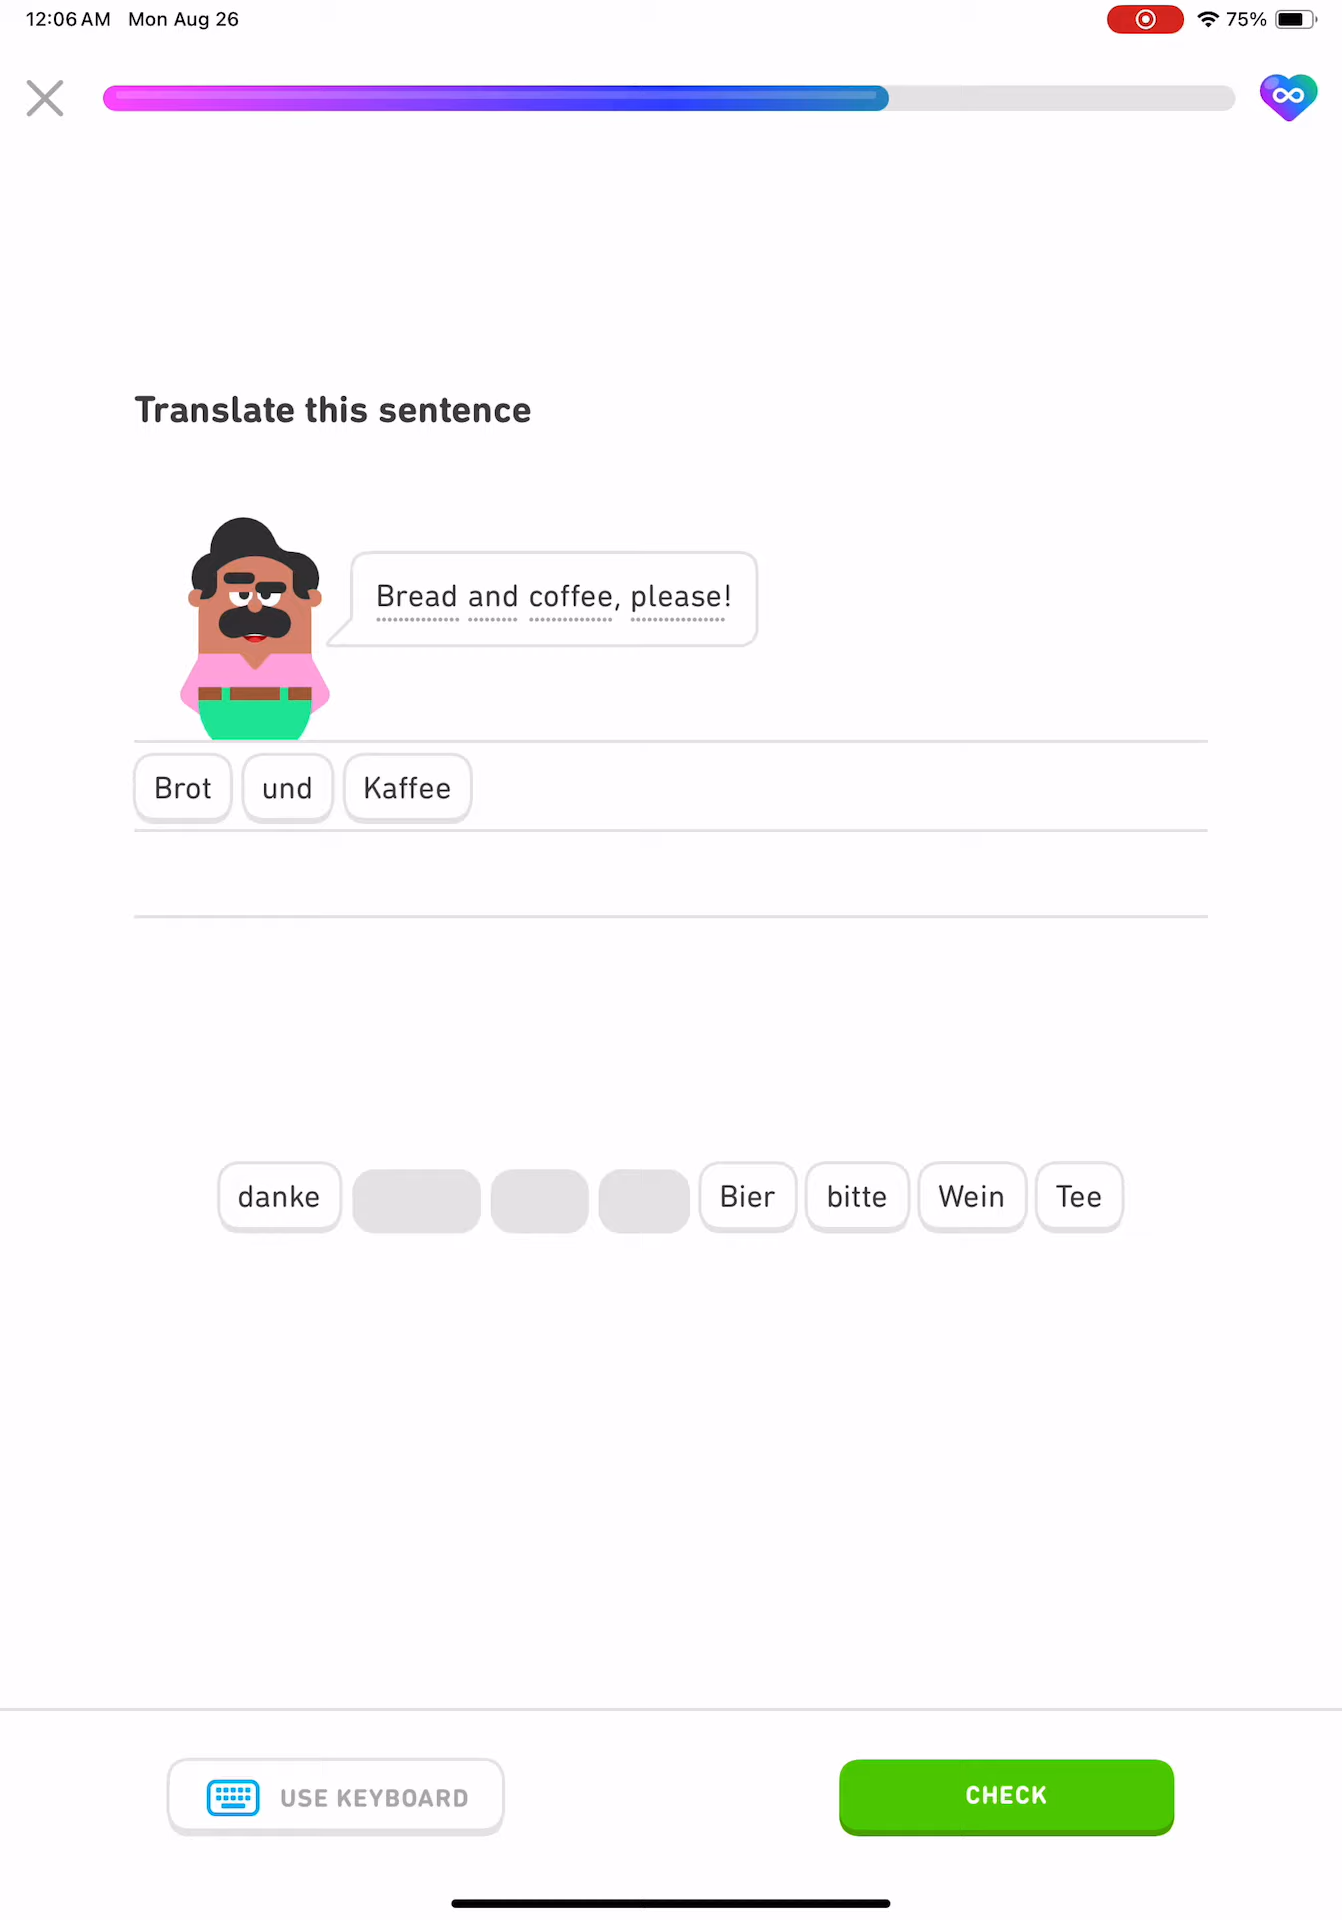 12:06 AM Mon Aug 26 75%
Translate this sentence
Bread and coffee, please!
Brot und Kaffee
danke Bier bitte Wein Tee
USE KEYBOARD CHECK